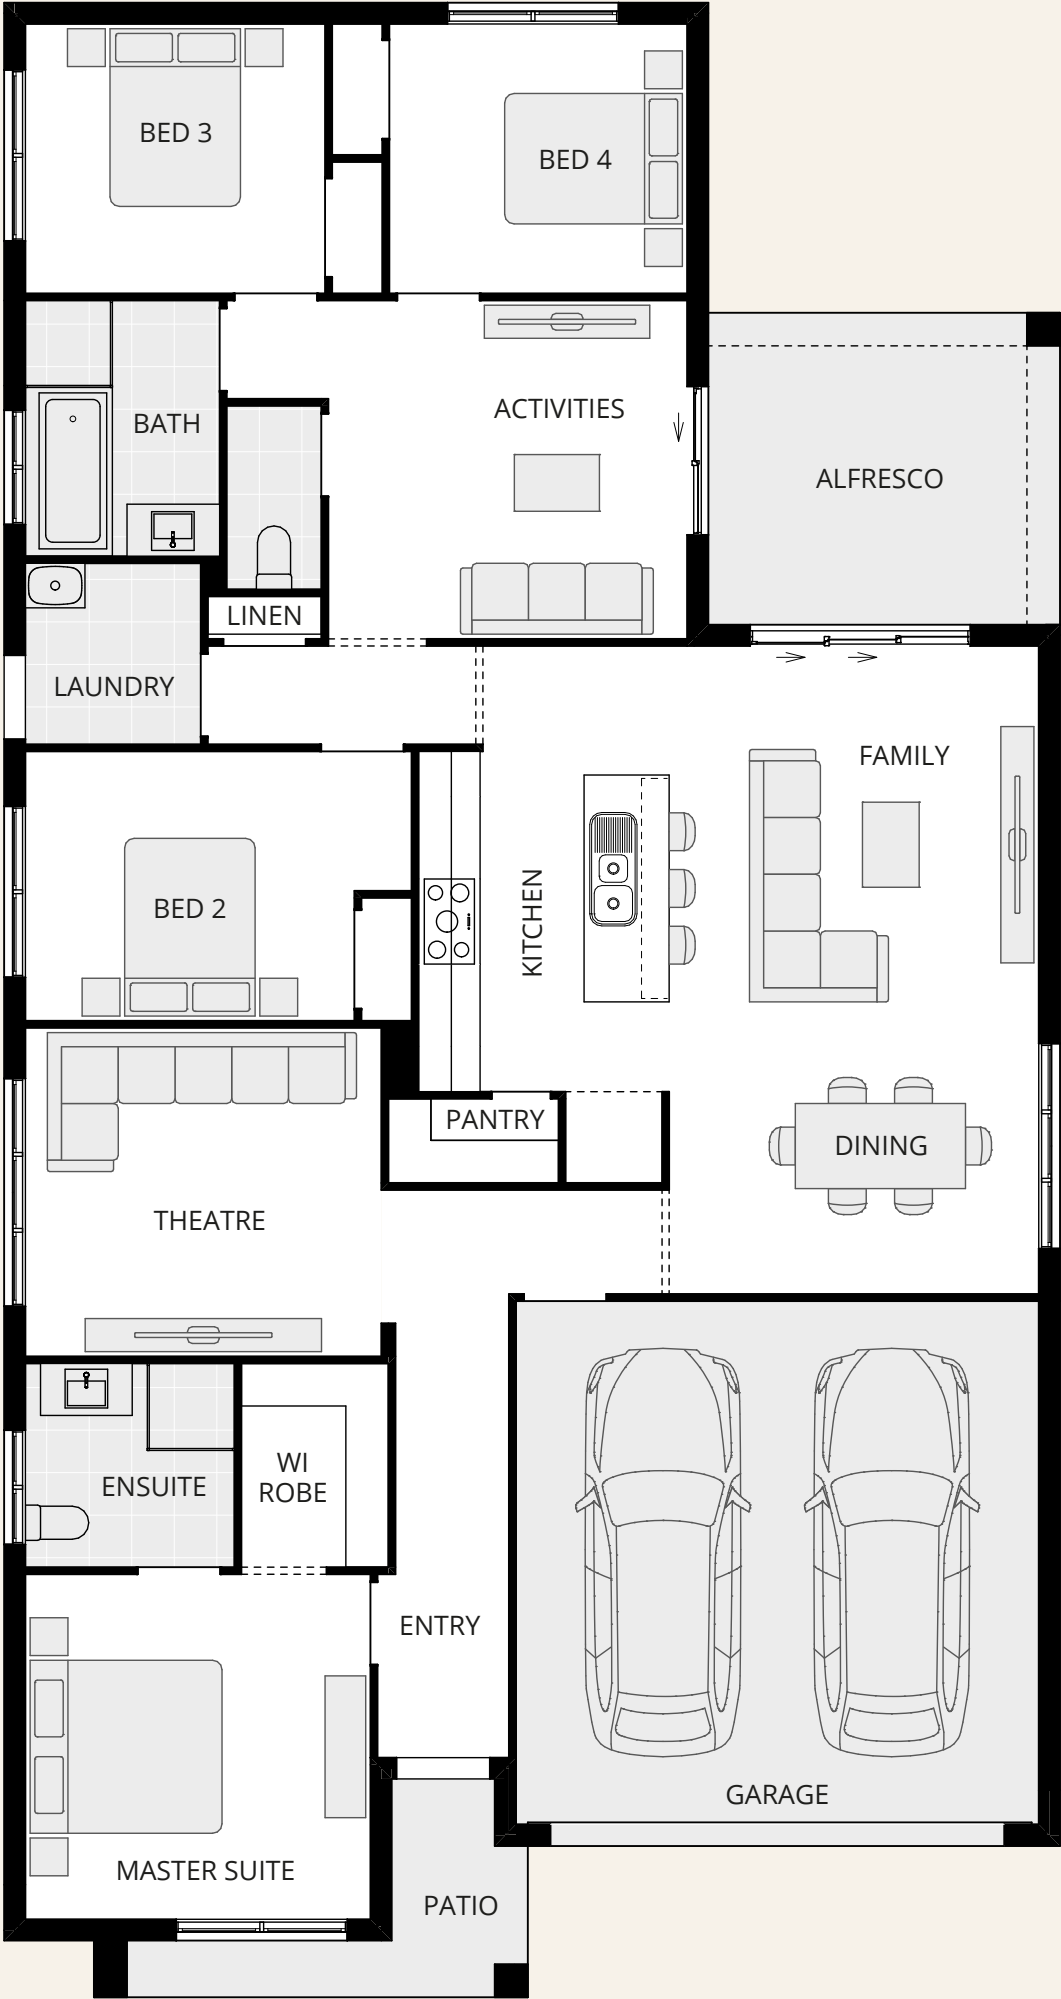 BED 3
BED 4
ACTIVITIES
BATH
ALFRESCO
LINEN
LAUNDRY
FAMILY
BED 2
KITCHEN
PANTRY
DINING
THEATRE
WI
ROBE
ENSUITE
ENTRY
GARAGE
MASTER SUITE
PATIO